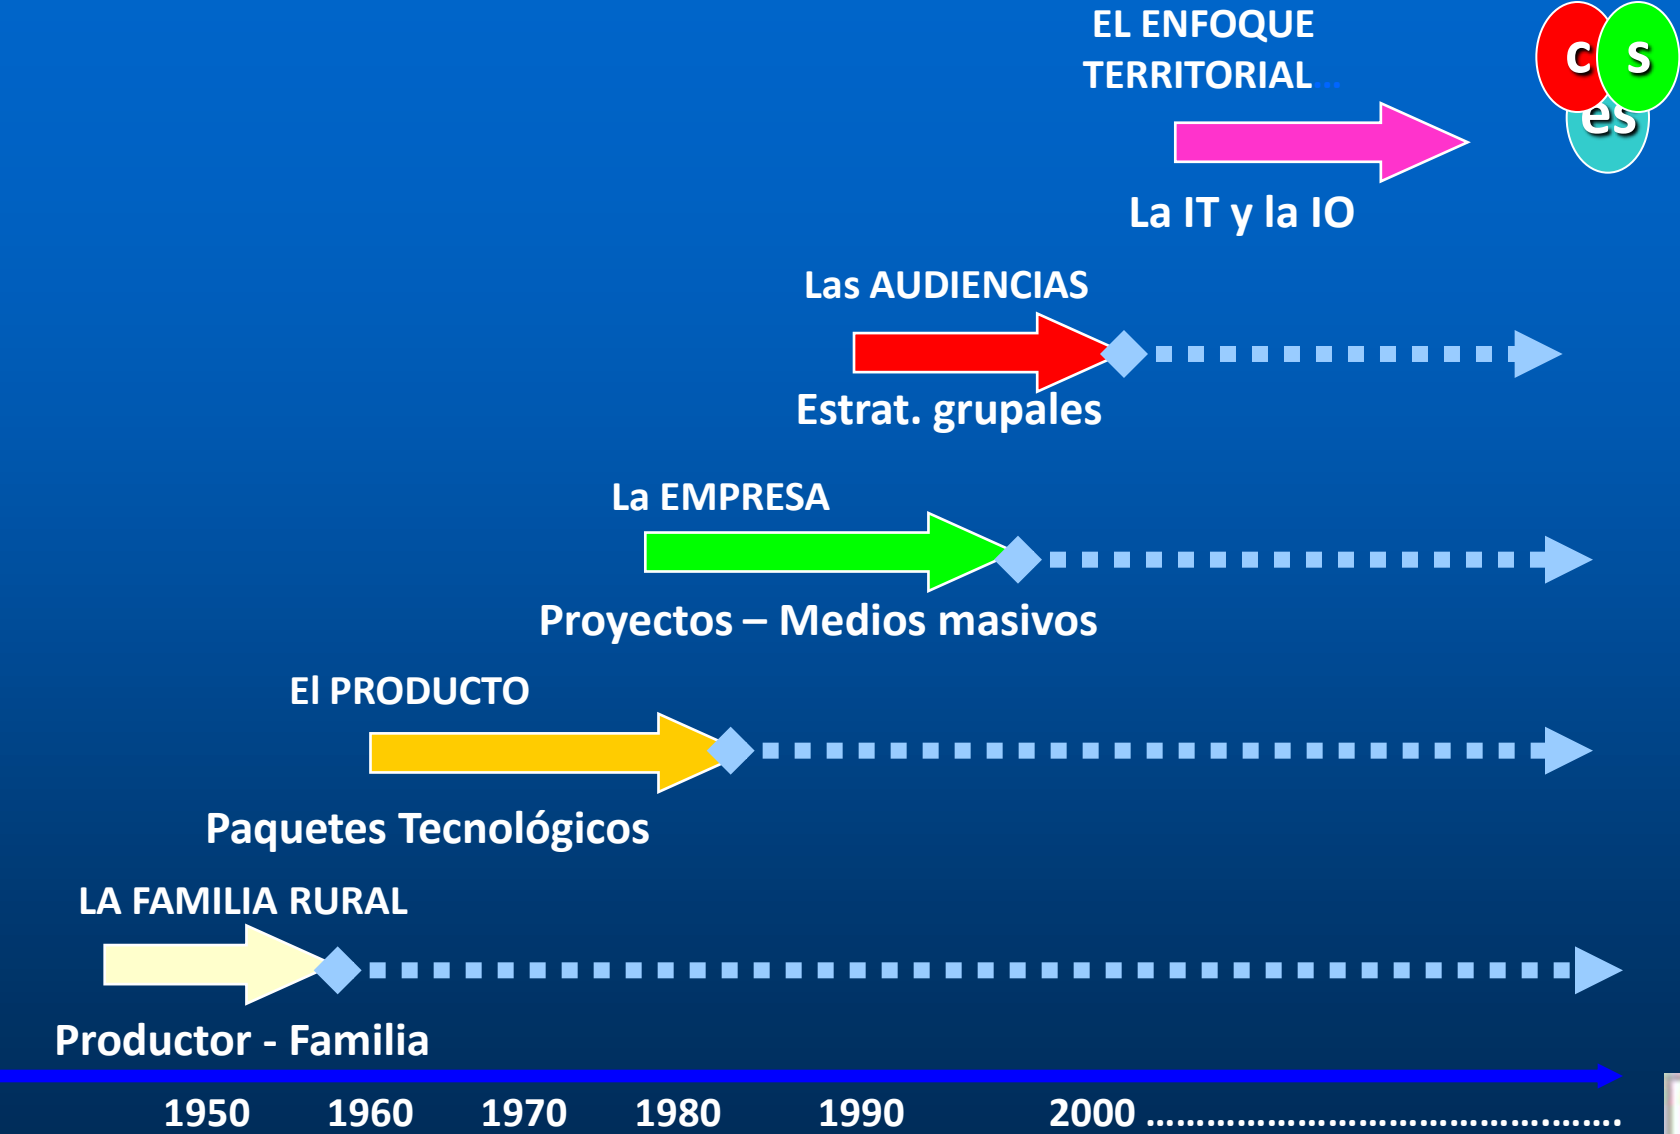 EL ENFOQUE
TERRITORIAL...
c s
es
La IT y la IO
Las AUDIENCIAS
Estrat. grupales
La EMPRESA
Proyectos – Medios masivos
El PRODUCTO
Paquetes Tecnológicos
LA FAMILIA RURAL
Productor - Familia
1950 1960 1970 1980 1990 2000 ....................................................